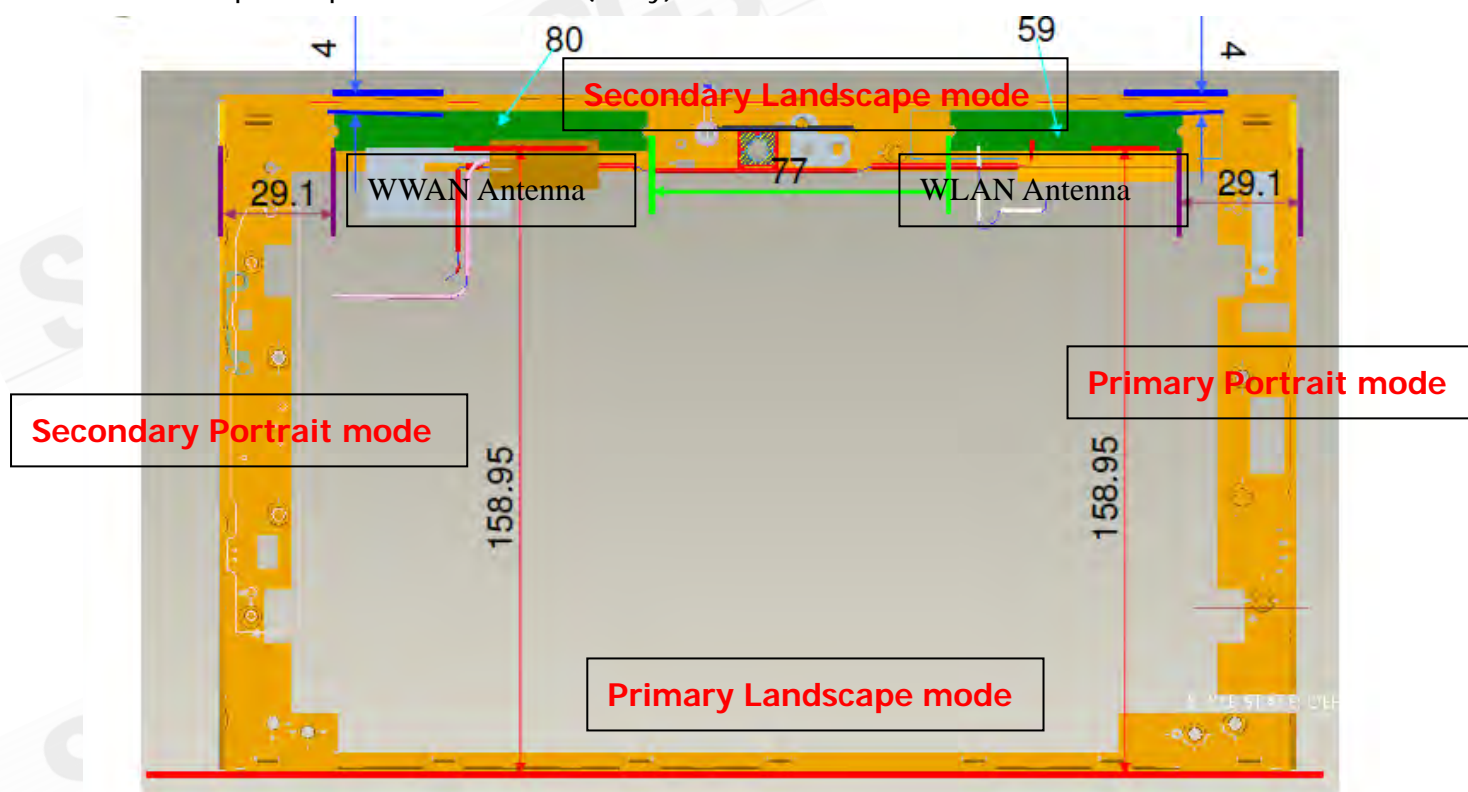 4
80
59
4
Secondary Landscape mode
29.1
WWAN Antenna
77
WLAN Antenna
29.1
Primary Portrait mode
Secondary Portrait mode
158.95
158.95
Primary Landscape mode